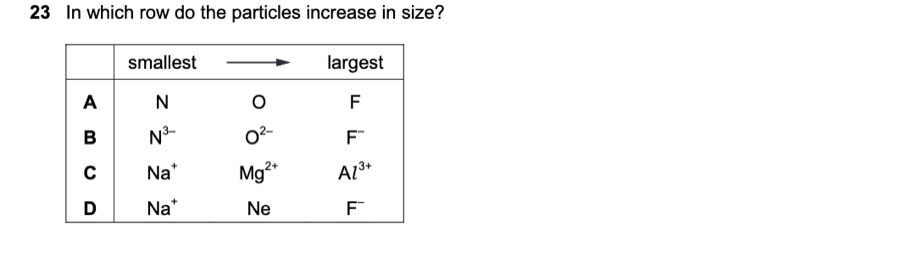 23 In which row do the particles increase in size?
smallest → largest
A N O F
B N³⁻ O²⁻ F⁻
C Na⁺ Mg²⁺ Al³⁺
D Na⁺ Ne F⁻